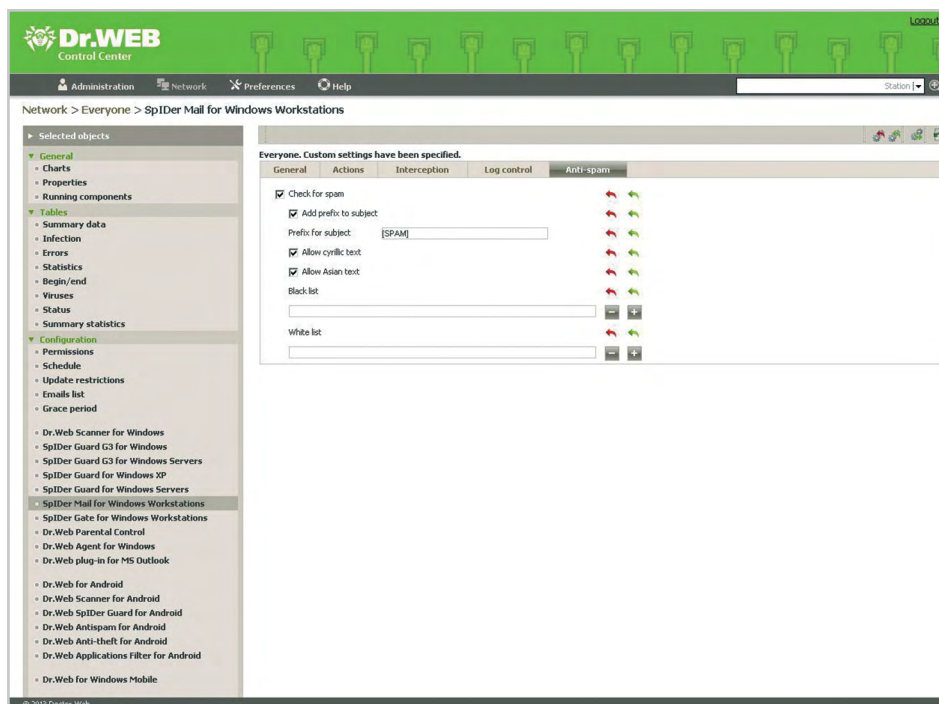 Logout
Dr.WEB
Control Center
Administration Network Preferences Help Station
Network > Everyone > SpIDer Mail for Windows Workstations
Selected objects
General
Charts
Properties
Running components
Tables
Summary data
Infection
Errors
Statistics
Begin/end
Viruses
Status
Summary statistics
Configuration
Permissions
Schedule
Update restrictions
Emails list
Grace period
Dr.Web Scanner for Windows
SpIDer Guard G3 for Windows
SpIDer Guard G3 for Windows Servers
SpIDer Guard for Windows XP
SpIDer Guard for Windows Servers
SpIDer Mail for Windows Workstations
SpIDer Gate for Windows Workstations
Dr.Web Parental Control
Dr.Web Agent for Windows
Dr.Web plug-in for MS Outlook
Dr.Web for Android
Dr.Web Scanner for Android
Dr.Web SpIDer Guard for Android
Dr.Web Antispam for Android
Dr.Web Anti-theft for Android
Dr.Web Applications Filter for Android
Dr.Web for Windows Mobile
Everyone. Custom settings have been specified.
General Actions Interception Log control Anti-spam
Check for spam
Add prefix to subject
Prefix for subject [SPAM]
Allow cyrillic text
Allow Asian text
Black list
White list